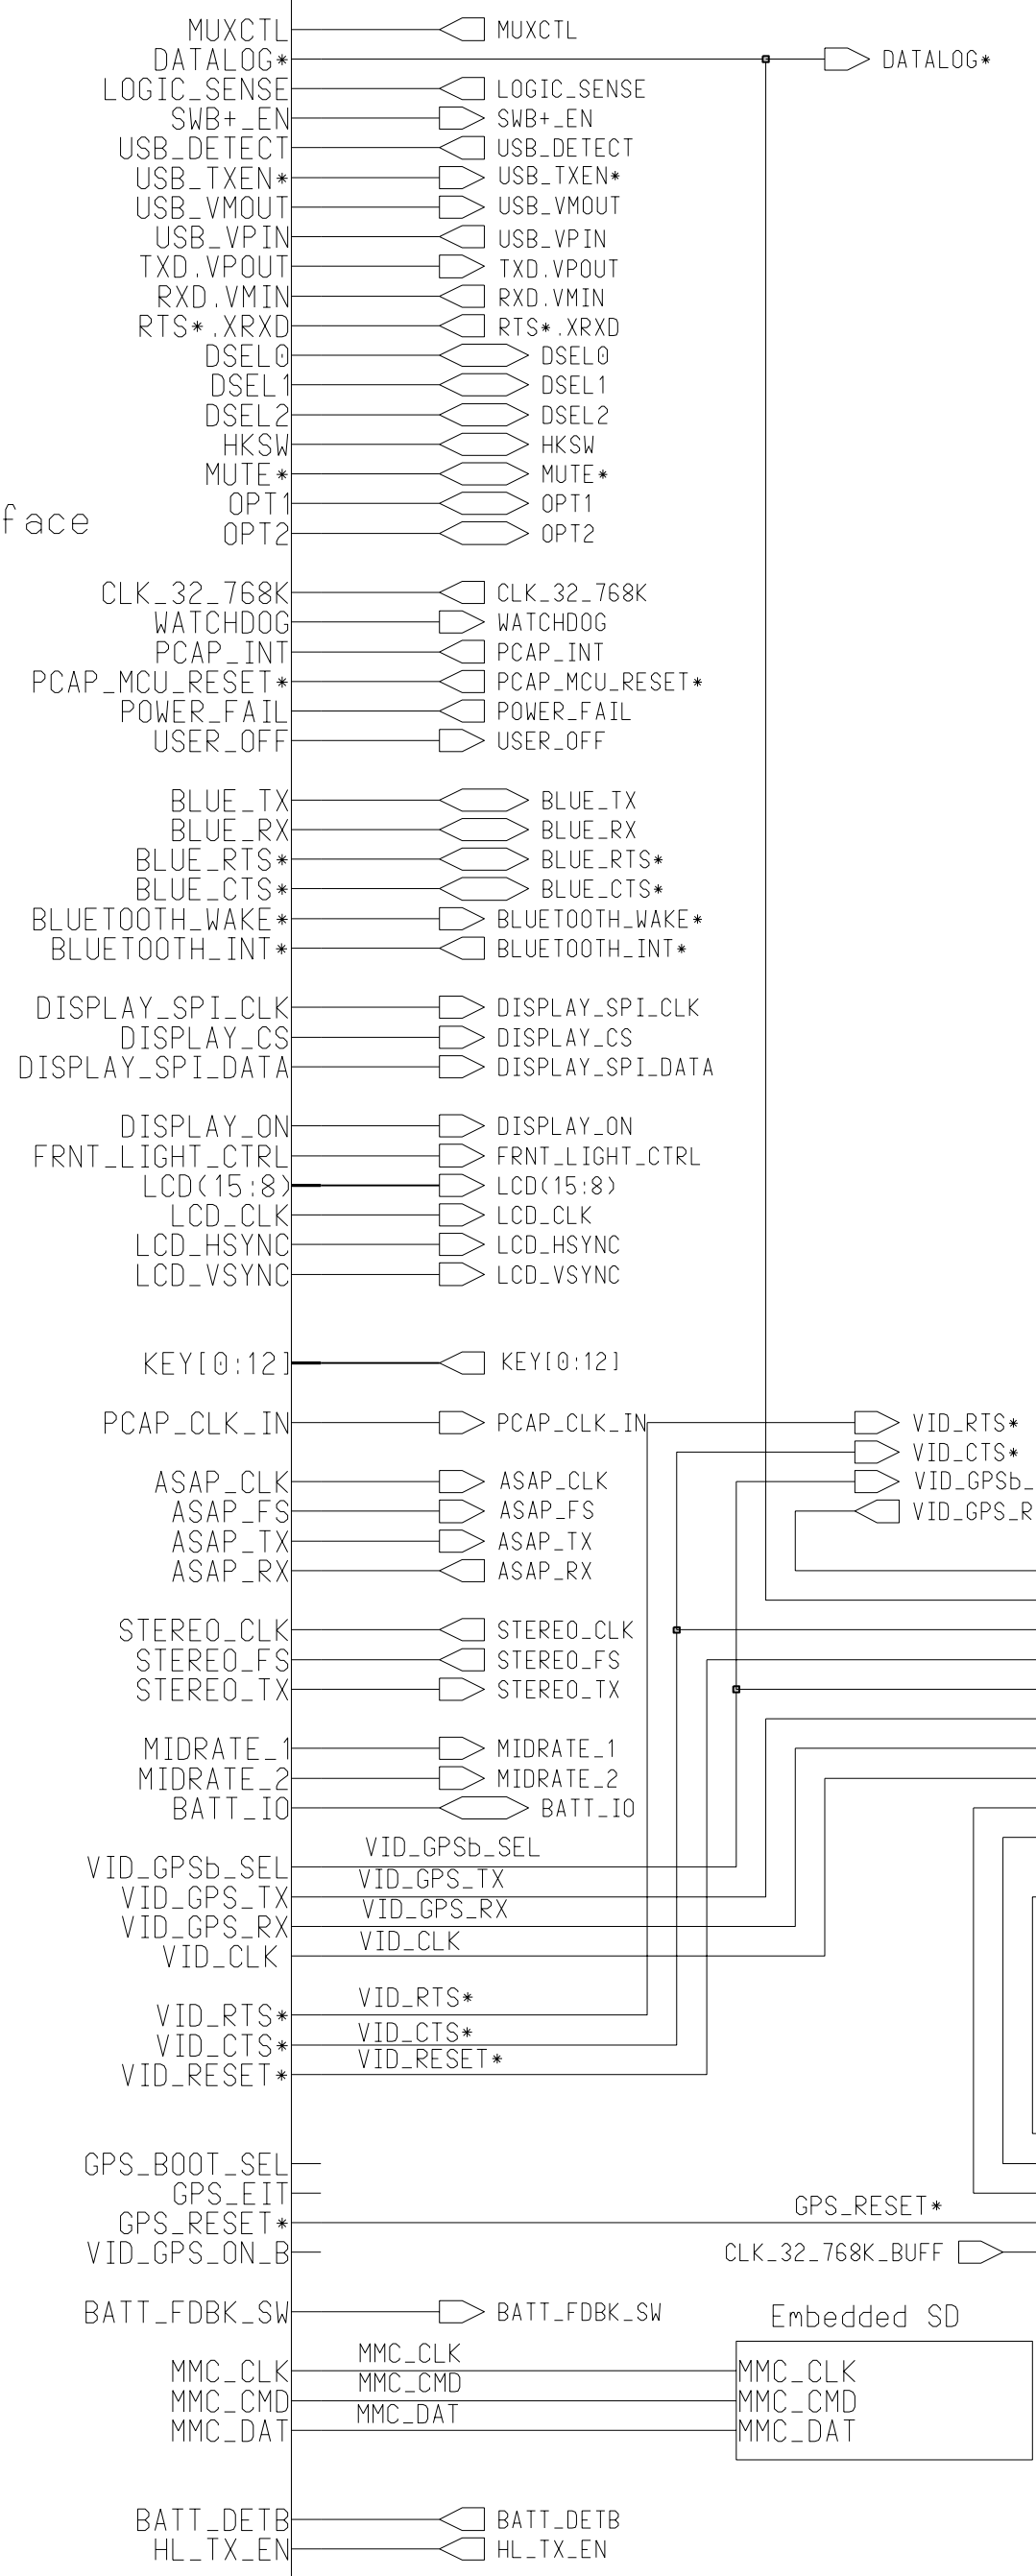 MUXCTL MUXCTL
DATALOG* DATALOG*
LOGIC_SENSE LOGIC_SENSE
SWB+_EN SWB+_EN
USB_DETECT USB_DETECT
USB_TXEN* USB_TXEN*
USB_VMOUT USB_VMOUT
USB_VPIN USB_VPIN
TXD.VPOUT TXD.VPOUT
RXD.VMIN RXD.VMIN
RTS*.XRXD RTS*.XRXD
DSEL0 DSEL0
DSEL1 DSEL1
DSEL2 DSEL2
HKSW HKSW
MUTE* MUTE*
OPT1 OPT1
face
OPT2 OPT2
CLK_32_768K CLK_32_768K
WATCHDOG WATCHDOG
PCAP_INT PCAP_INT
PCAP_MCU_RESET* PCAP_MCU_RESET*
POWER_FAIL POWER_FAIL
USER_OFF USER_OFF
BLUE_TX BLUE_TX
BLUE_RX BLUE_RX
BLUE_RTS* BLUE_RTS*
BLUE_CTS* BLUE_CTS*
BLUETOOTH_WAKE* BLUETOOTH_WAKE*
BLUETOOTH_INT* BLUETOOTH_INT*
DISPLAY_SPI_CLK DISPLAY_SPI_CLK
DISPLAY_CS DISPLAY_CS
DISPLAY_SPI_DATA DISPLAY_SPI_DATA
DISPLAY_ON DISPLAY_ON
FRNT_LIGHT_CTRL FRNT_LIGHT_CTRL
LCD(15:8) LCD(15:8)
LCD_CLK LCD_CLK
LCD_HSYNC LCD_HSYNC
LCD_VSYNC LCD_VSYNC
KEY[0:12] KEY[0:12]
PCAP_CLK_IN PCAP_CLK_IN VID_RTS*
VID_CTS*
ASAP_CLK ASAP_CLK VID_GPSb_
ASAP_FS ASAP_FS VID_GPS_R
ASAP_TX ASAP_TX
ASAP_RX ASAP_RX
STEREO_CLK STEREO_CLK
STEREO_FS STEREO_FS
STEREO_TX STEREO_TX
MIDRATE_1 MIDRATE_1
MIDRATE_2 MIDRATE_2
BATT_IO BATT_IO
VID_GPSb_SEL VID_GPSb_SEL
VID_GPS_TX VID_GPS_TX
VID_GPS_RX VID_GPS_RX
VID_CLK VID_CLK
VID_RTS* VID_RTS*
VID_CTS* VID_CTS*
VID_RESET* VID_RESET*
GPS_BOOT_SEL
GPS_EIT
GPS_RESET* GPS_RESET*
VID_GPS_ON_B CLK_32_768K_BUFF
BATT_FDBK_SW BATT_FDBK_SW Embedded SD
MMC_CLK MMC_CLK MMC_CLK
MMC_CMD MMC_CMD MMC_CMD
MMC_DAT MMC_DAT MMC_DAT
BATT_DETB BATT_DETB
HL_TX_EN HL_TX_EN